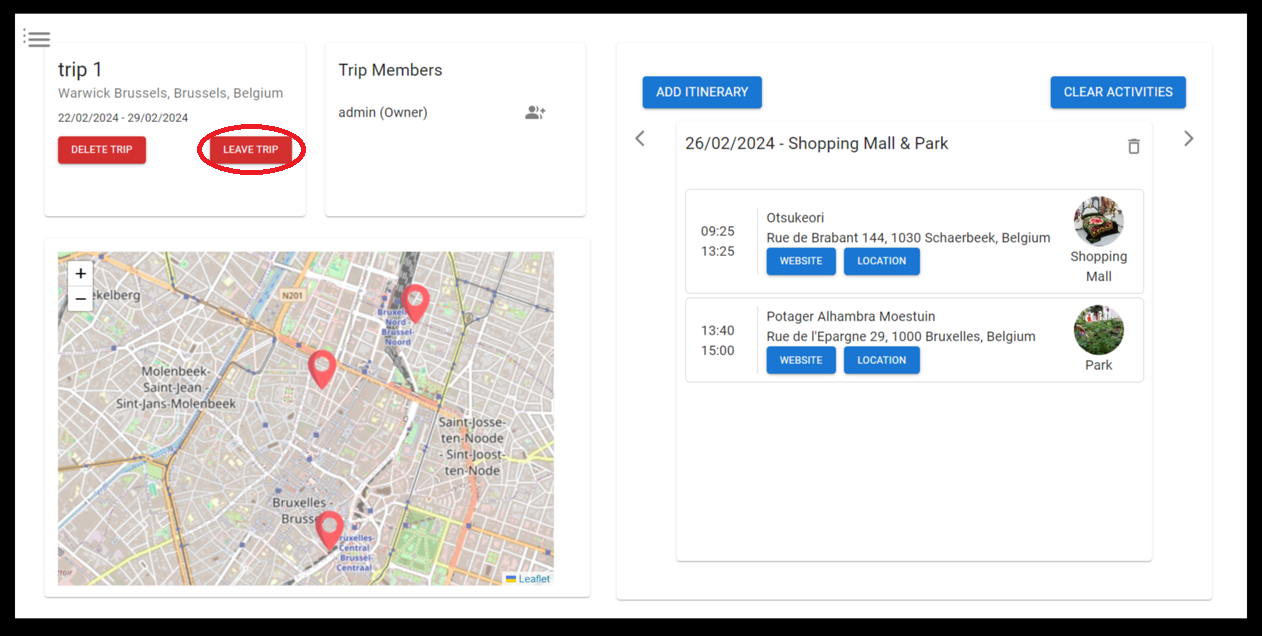 trip 1
Warwick Brussels, Brussels, Belgium
22/02/2024 - 29/02/2024
DELETE TRIP
LEAVE TRIP
Trip Members
admin (Owner)
ADD ITINERARY
CLEAR ACTIVITIES
26/02/2024 - Shopping Mall & Park
09:25
13:25
Otsukeori
Rue de Brabant 144, 1030 Schaerbeek, Belgium
WEBSITE
LOCATION
Shopping
Mall
13:40
15:00
Potager Alhambra Moestuin
Rue de l'Epargne 29, 1000 Bruxelles, Belgium
WEBSITE
LOCATION
Park
+
−
ekelberg
N201
Bruxelles-
Nord -
Brussel-
Noord
Molenbeek-
Saint-Jean -
Sint-Jans-Molenbeek
Saint-Josse-
ten-Noode
- Sint-Joost-
ten-Node
Bruxelles -
Brusse
ruxelles-
Central
- Brussel-
Centraal
Leaflet